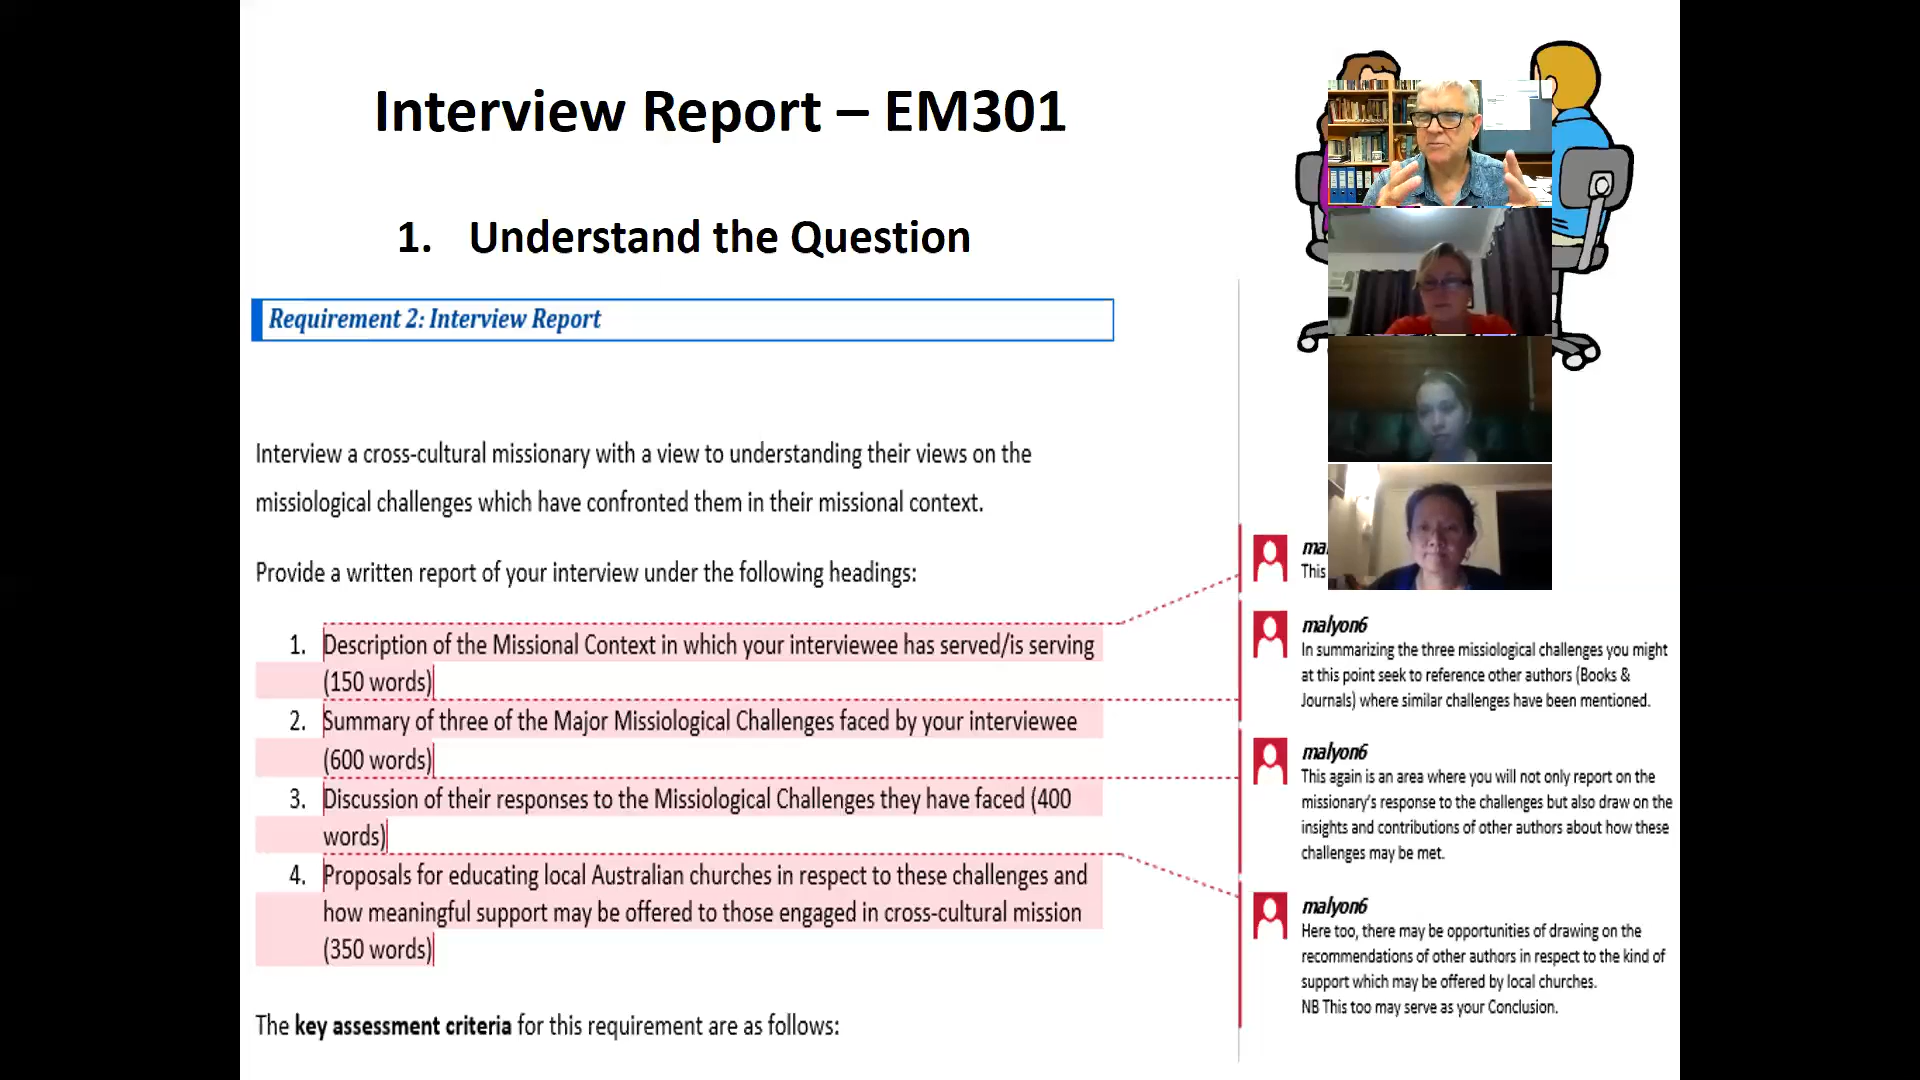 Interview Report – EM301
1. Understand the Question
Requirement 2: Interview Report
Interview a cross-cultural missionary with a view to understanding their views on the
missiological challenges which have confronted them in their missional context.
Provide a written report of your interview under the following headings:
1. Description of the Missional Context in which your interviewee has served/is serving
(150 words)
2. Summary of three of the Major Missiological Challenges faced by your interviewee
(600 words)
3. Discussion of their responses to the Missiological Challenges they have faced (400
words)
4. Proposals for educating local Australian churches in respect to these challenges and
how meaningful support may be offered to those engaged in cross-cultural mission
(350 words)
The key assessment criteria for this requirement are as follows:
This
malyon6
In summarizing the three missiological challenges you might
at this point seek to reference other authors (Books &
Journals) where similar challenges have been mentioned.
malyon6
This again is an area where you will not only report on the
missionary's response to the challenges but also draw on the
insights and contributions of other authors about how these
challenges may be met.
malyon6
Here too, there may be opportunities of drawing on the
recommendations of other authors in respect to the kind of
support which may be offered by local churches.
NB This too may serve as your Conclusion.